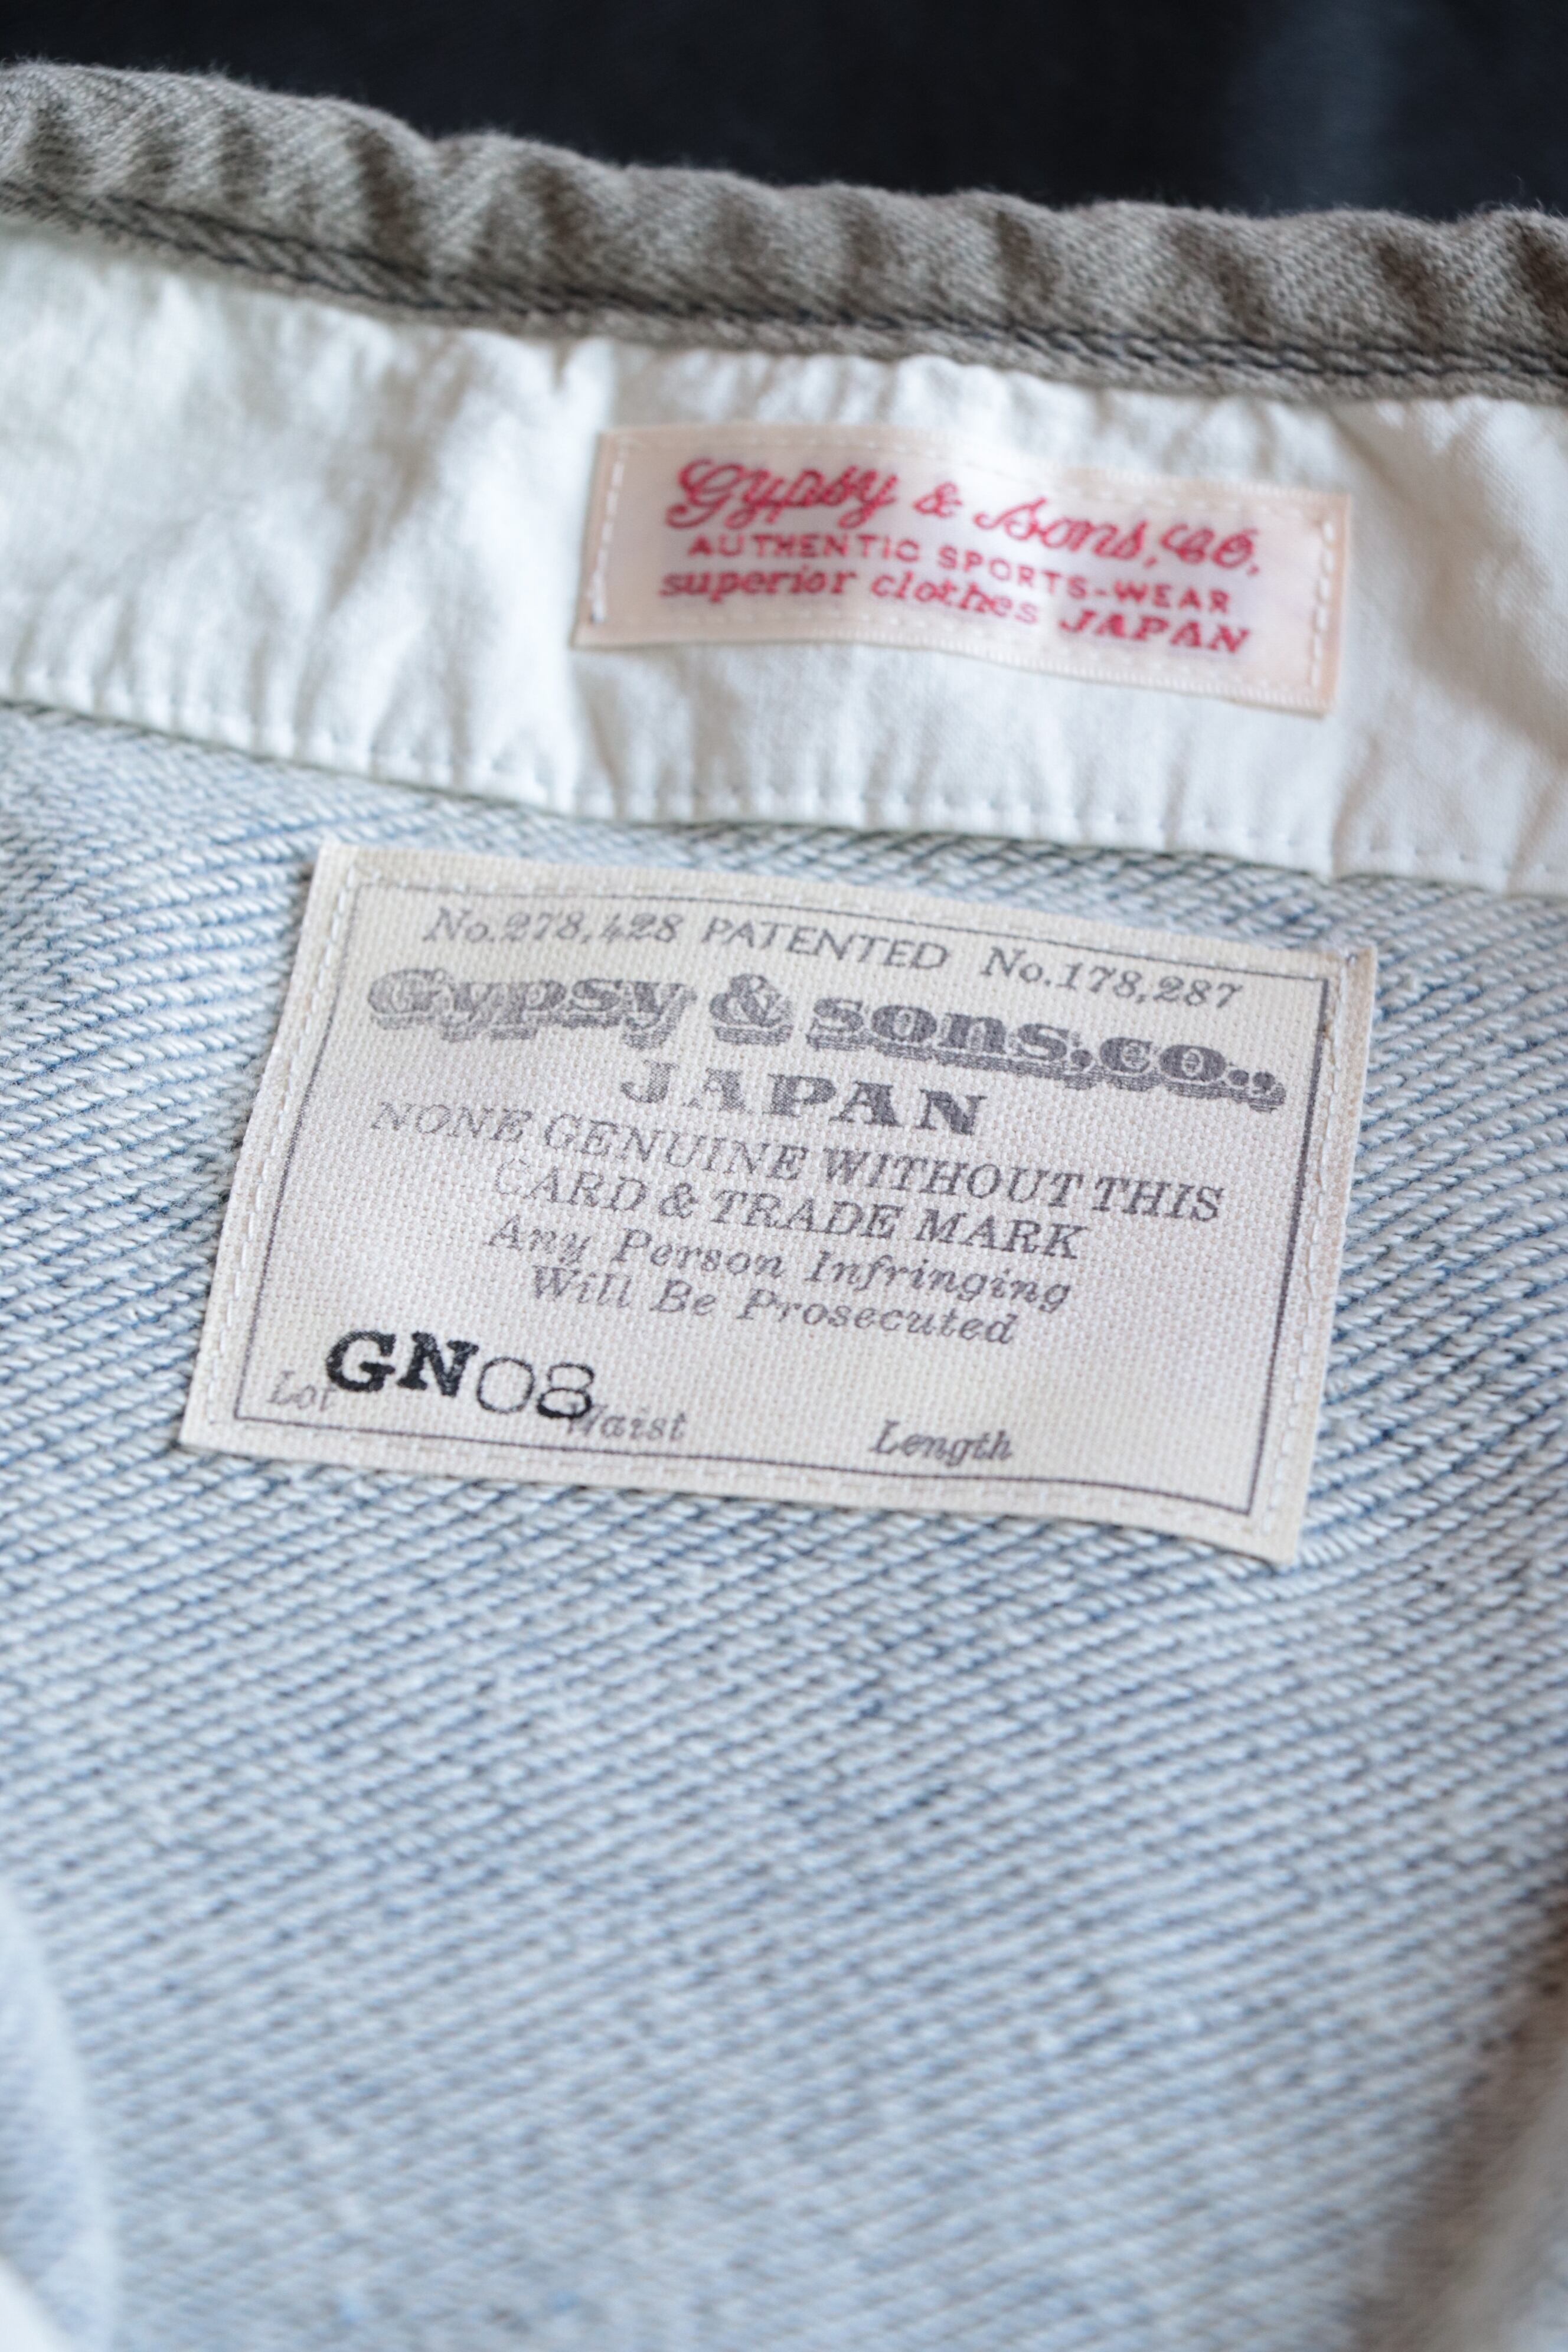 Gypsy & Sons, Co,
AUTHENTIC SPORTS-WEAR
superior clothes JAPAN
No.278,428 PATENTED No.178,287
Gypsy & sons,co.,
JAPAN
NONE GENUINE WITHOUT THIS
CARD & TRADE MARK
Any Person Infringing
Will Be Prosecuted
Lot GN08 Waist Length